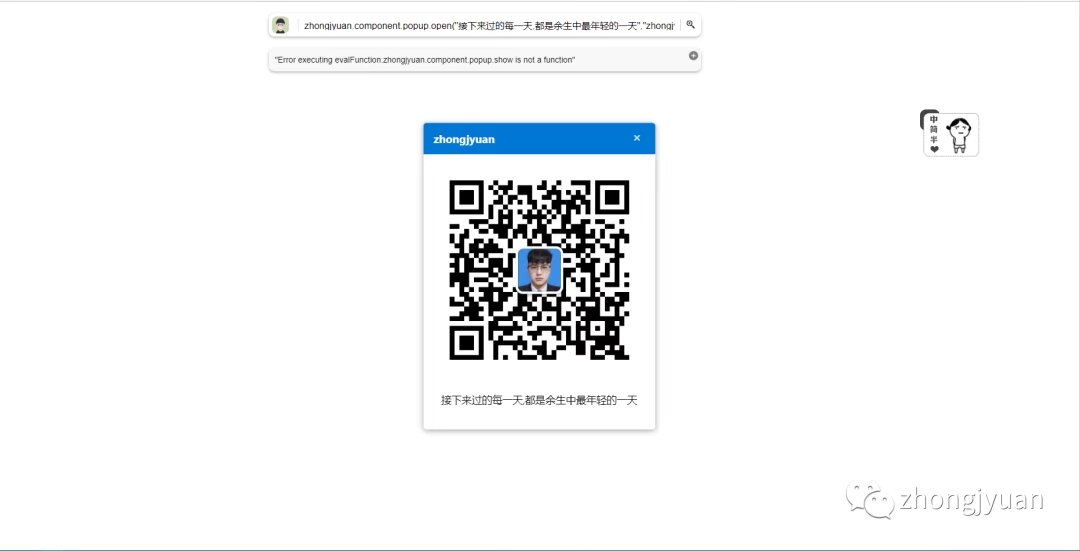 zhongjyuan.component.popup.open("接下来过的每一天,都是余生中最年轻的一天","zhongj
"Error executing evalFunction:zhongjyuan.component.popup.show is not a function"
中
简
半
zhongjyuan ×
接下来过的每一天,都是余生中最年轻的一天
zhongjyuan